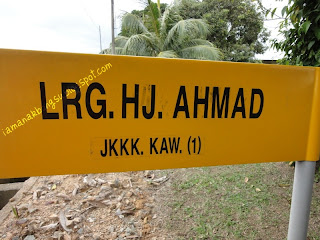 LRG. HJ. AHMAD
JKKK. KAW. (1)